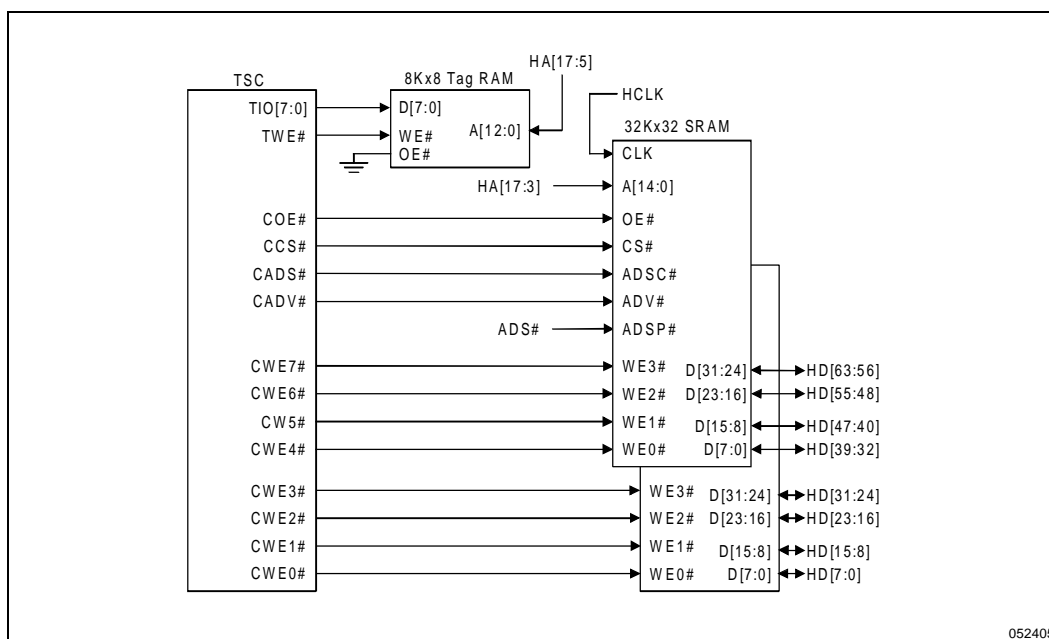 HA[17:5]
TSC
8Kx8 Tag RAM
HCLK
TIO[7:0]
D[7:0]
TWE#
WE#
A[12:0]
OE#
32Kx32 SRAM
CLK
HA[17:3]
A[14:0]
COE#
OE#
CCS#
CS#
CADS#
ADSC#
CADV#
ADV#
ADS#
ADSP#
CWE7#
WE3#
D[31:24]
HD[63:56]
CWE6#
WE2#
D[23:16]
HD[55:48]
CW5#
WE1#
D[15:8]
HD[47:40]
CWE4#
WE0#
D[7:0]
HD[39:32]
CWE3#
WE3#
D[31:24]
HD[31:24]
CWE2#
WE2#
D[23:16]
HD[23:16]
CWE1#
WE1#
D[15:8]
HD[15:8]
CWE0#
WE0#
D[7:0]
HD[7:0]